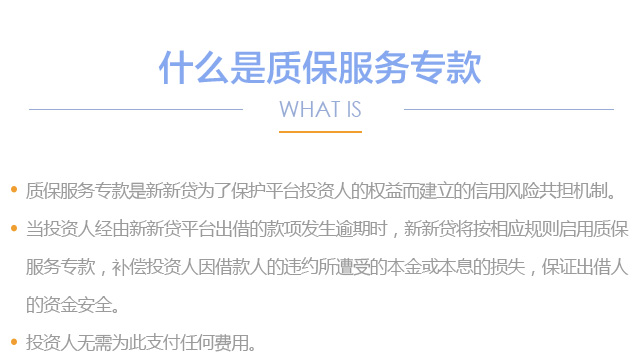 什么是质保服务专款
WHAT IS
质保服务专款是新新贷为了保护平台投资人的权益而建立的信用风险共担机制。
当投资人经由新新贷平台出借的款项发生逾期时，新新贷将按相应规则启用质保
服务专款，补偿投资人因借款人的违约所遭受的本金或本息的损失，保证出借人
的资金安全。
投资人无需为此支付任何费用。